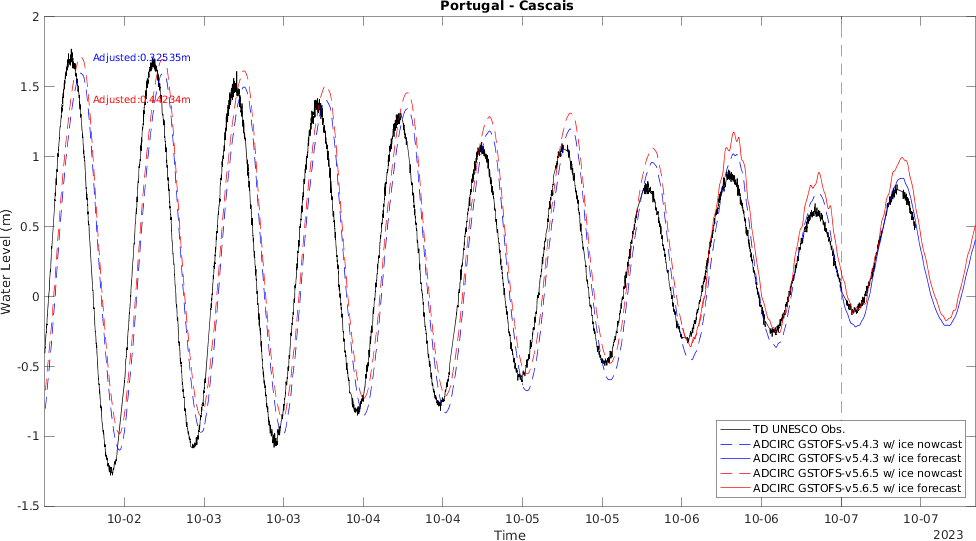 Portugal - Cascais
2
1.5
1
0.5
0
-0.5
-1
-1.5
Water Level (m)
Adjusted:0.32535m
Adjusted:0.44234m
TD UNESCO Obs.
ADCIRC GSTOFS-v5.4.3 w/ ice nowcast
ADCIRC GSTOFS-v5.4.3 w/ ice forecast
ADCIRC GSTOFS-v5.6.5 w/ ice nowcast
ADCIRC GSTOFS-v5.6.5 w/ ice forecast
10-02 10-03 10-03 10-04 10-04 10-05 10-05 10-06 10-06 10-07 10-07
Time
2023